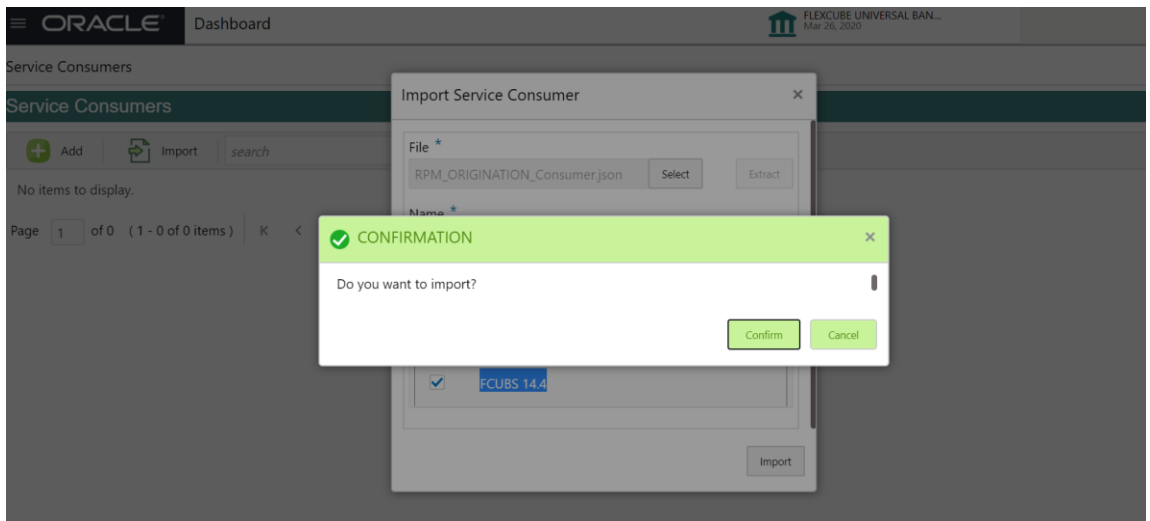 ≡ ORACLE® Dashboard FLEXCUBE UNIVERSAL BAN...
Mar 26, 2020
Service Consumers
Import Service Consumer ×
Service Consumers
File *
Add Import search
RPM_ORIGINATION_Consumer.json Select Extract
No items to display.
Name *
Page 1 of 0 (1 - 0 of 0 items) K <
CONFIRMATION ×
Do you want to import?
Confirm Cancel
FCUBS 14.4
Import